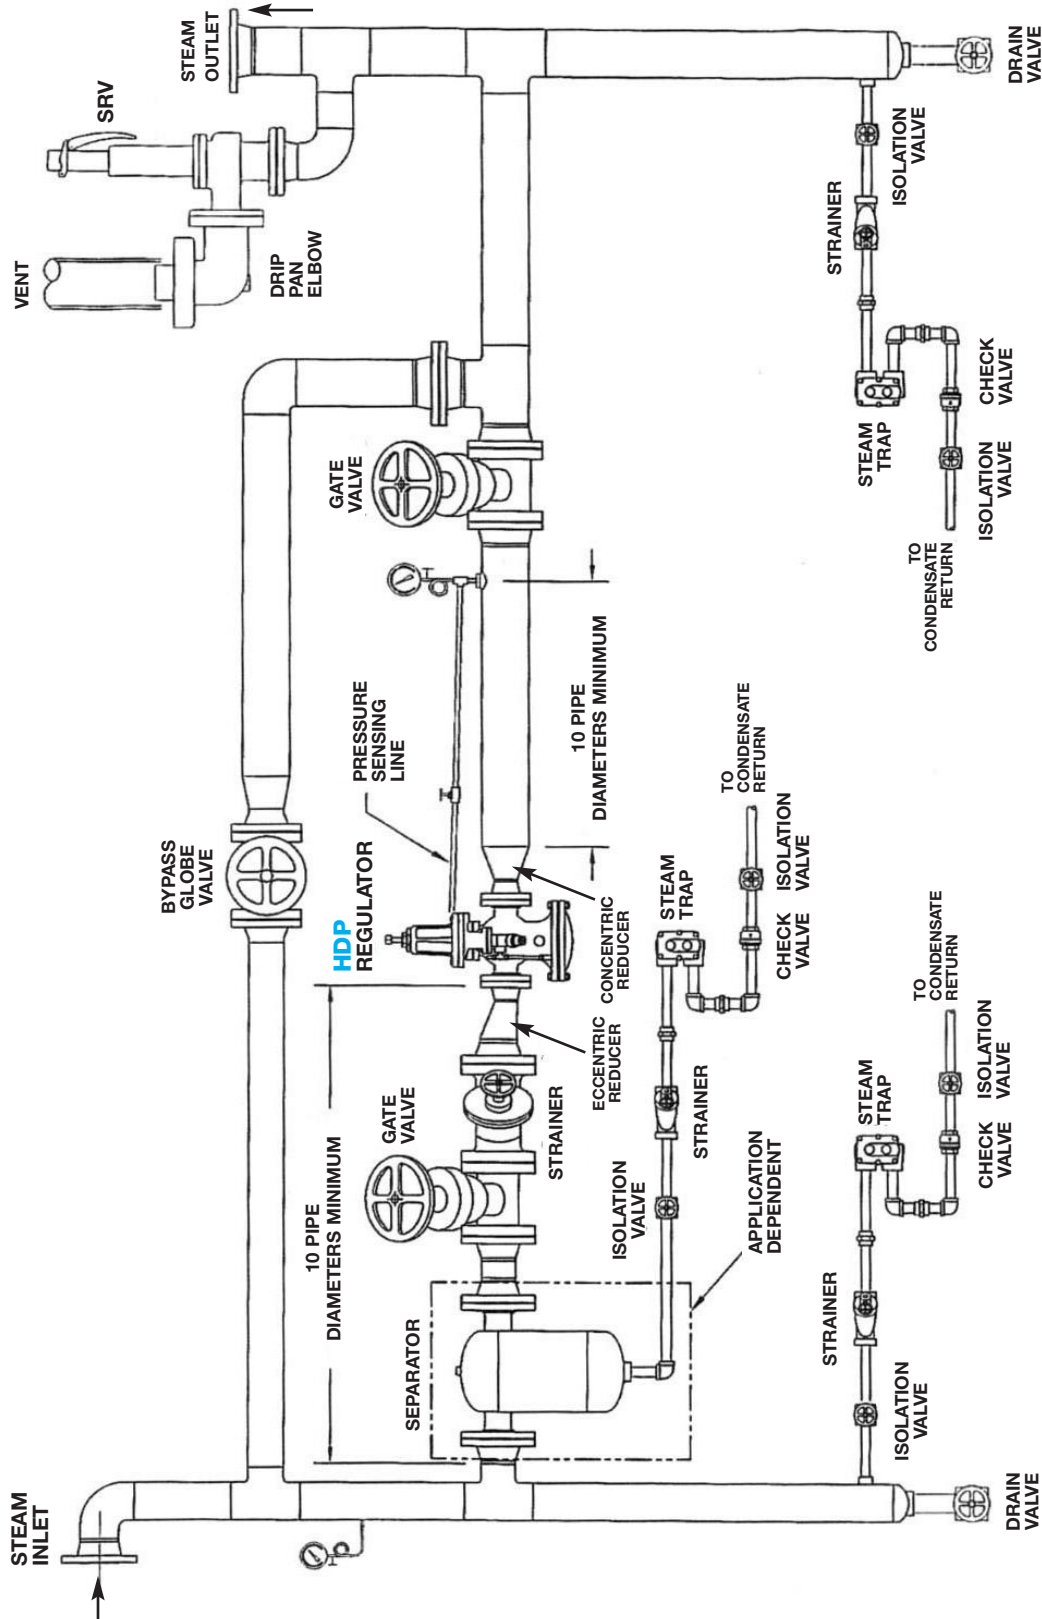 STEAM
INLET
BYPASS
GLOBE
VALVE
VENT
SRV
STEAM
OUTLET
DRIP
PAN
ELBOW
10 PIPE
DIAMETERS MINIMUM
HDP
REGULATOR
PRESSURE
SENSING
LINE
GATE
VALVE
GATE
VALVE
SEPARATOR
STRAINER
ECCENTRIC
REDUCER
CONCENTRIC
REDUCER
10 PIPE
DIAMETERS MINIMUM
ISOLATION
VALVE
STRAINER
STEAM
TRAP
CHECK
VALVE
ISOLATION
VALVE
TO
CONDENSATE
RETURN
APPLICATION
DEPENDENT
DRAIN
VALVE
ISOLATION
VALVE
STRAINER
STEAM
TRAP
CHECK
VALVE
ISOLATION
VALVE
TO
CONDENSATE
RETURN
TO
CONDENSATE
RETURN
ISOLATION
VALVE
CHECK
VALVE
STEAM
TRAP
STRAINER
ISOLATION
VALVE
DRAIN
VALVE